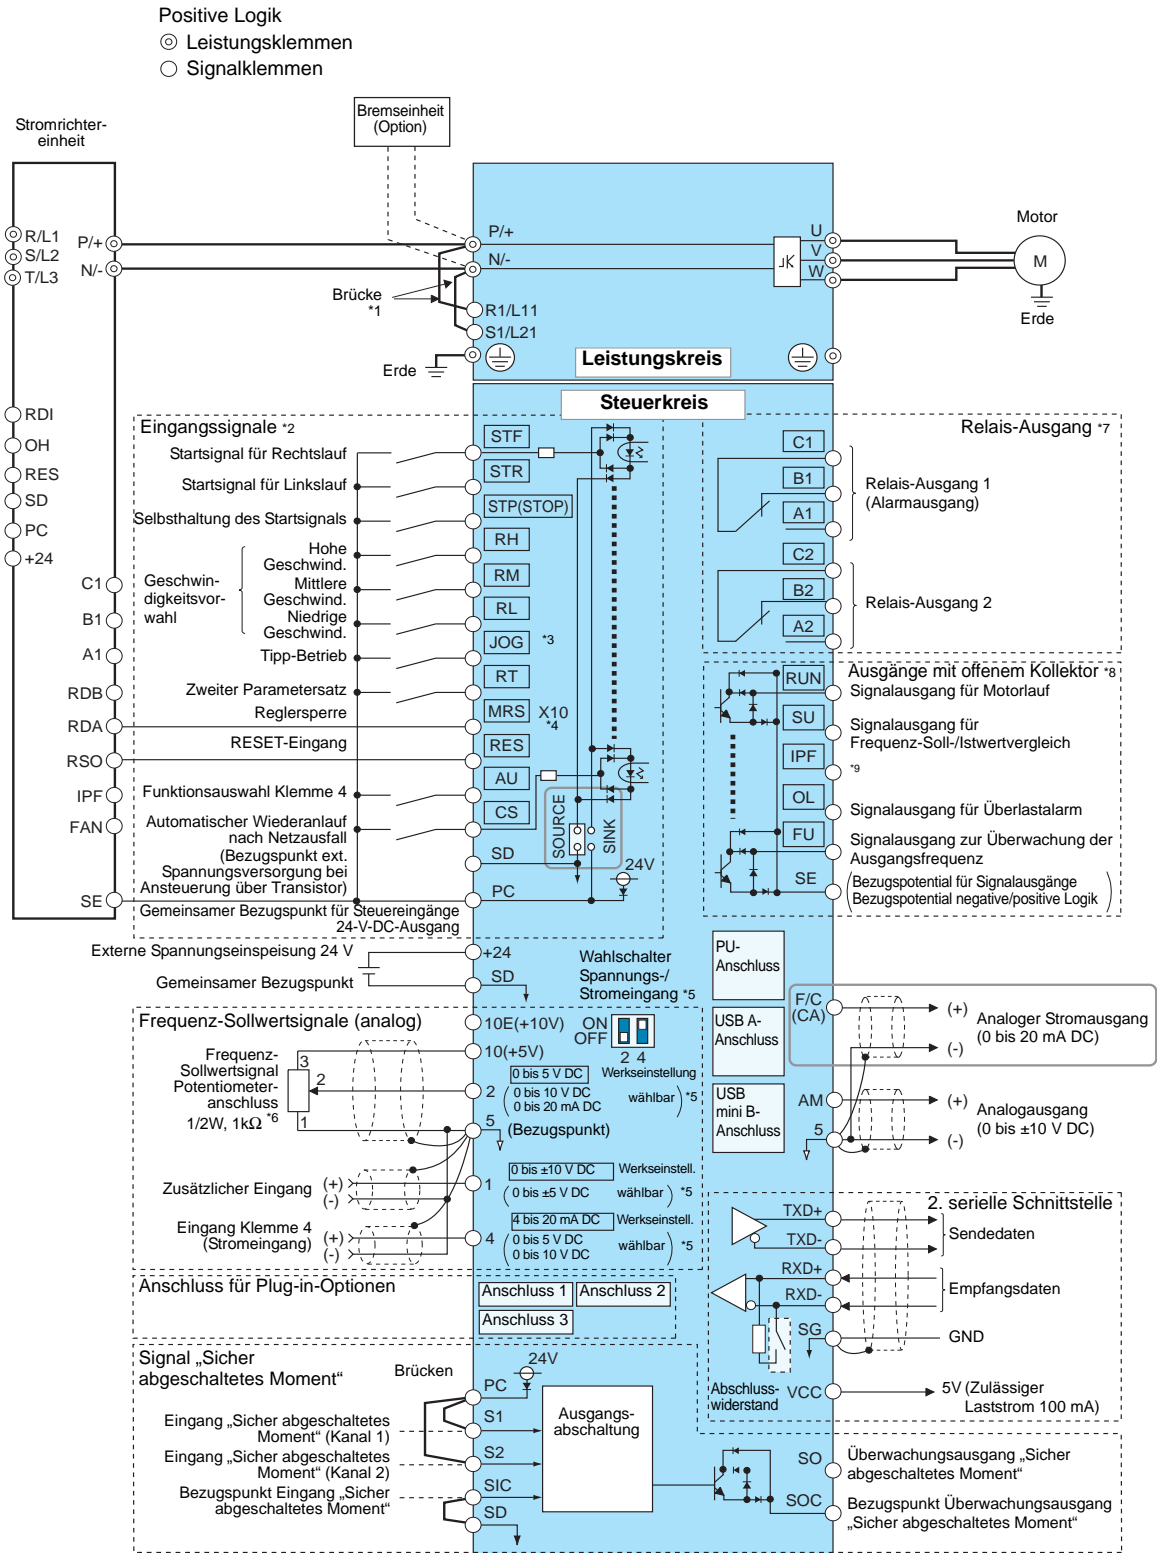 Positive Logik
Leistungsklemmen
Signalklemmen
Stromrichter-
einheit
Bremseinheit
(Option)
R/L1
S/L2
T/L3
P/+
N/-
P/+
N/-
Brücke
*1
R1/L11
S1/L21
Erde
Leistungskreis
U
V
W
Motor
M
Erde
Steuerkreis
RDI
OH
RES
SD
PC
+24
C1
B1
A1
RDB
RDA
RSO
IPF
FAN
SE
Eingangssignale *2
Startsignal für Rechtslauf
STF
Startsignal für Linkslauf
STR
Selbsthaltung des Startsignals
STP(STOP)
Geschwin-
digkeitsvor-
wahl
Hohe
Geschwind.
RH
Mittlere
Geschwind.
RM
Niedrige
Geschwind.
RL
Tipp-Betrieb
JOG *3
Zweiter Parametersatz
RT
Reglersperre
MRS X10
*4
RESET-Eingang
RES
Funktionsauswahl Klemme 4
AU
Automatischer Wiederanlauf
nach Netzausfall
CS
(Bezugspunkt ext.
Spannungsversorgung bei
Ansteuerung über Transistor)
SD
PC
SOURCE
SINK
24V
Gemeinsamer Bezugspunkt für Steuereingänge
24-V-DC-Ausgang
Relais-Ausgang *7
C1
B1
A1
Relais-Ausgang 1
(Alarmausgang)
C2
B2
A2
Relais-Ausgang 2
Ausgänge mit offenem Kollektor *8
RUN
Signalausgang für Motorlauf
SU
Signalausgang für
Frequenz-Soll-/Istwertvergleich
IPF
*9
OL
Signalausgang für Überlastalarm
FU
Signalausgang zur Überwachung der
Ausgangsfrequenz
SE
(Bezugspotential für Signalausgänge
Bezugspotential negative/positive Logik)
Externe Spannungseinspeisung 24 V
+24
Gemeinsamer Bezugspunkt
SD
Wahlschalter
Spannungs-/
Stromeingang *5
PU-
Anschluss
USB A-
Anschluss
USB
mini B-
Anschluss
F/C
(CA)
(+)
(-)
Analoger Stromausgang
(0 bis 20 mA DC)
AM
5
(+)
(-)
Analogausgang
(0 bis ±10 V DC)
Frequenz-Sollwertsignale (analog)
10E(+10V)
ON
OFF
2 4
10(+5V)
Frequenz-
Sollwertsignal
Potentiometer-
anschluss
1/2W, 1kΩ *6
3
2
1
2
0 bis 5 V DC Werkseinstellung
(0 bis 10 V DC
0 bis 20 mA DC wählbar) *5
5
(Bezugspunkt)
Zusätzlicher Eingang
(+)
(-)
1
0 bis ±10 V DC Werkseinstell.
(0 bis ±5 V DC wählbar) *5
Eingang Klemme 4
(Stromeingang)
(+)
(-)
4
4 bis 20 mA DC Werkseinstell.
(0 bis 5 V DC
0 bis 10 V DC wählbar) *5
2. serielle Schnittstelle
TXD+
TXD-
Sendedaten
RXD+
RXD-
Empfangsdaten
SG
GND
Abschluss-
widerstand
VCC
5V (Zulässiger
Laststrom 100 mA)
Anschluss für Plug-in-Optionen
Anschluss 1
Anschluss 2
Anschluss 3
Signal „Sicher
abgeschaltetes Moment“
Brücken
24V
PC
Eingang „Sicher abgeschaltetes
Moment“ (Kanal 1)
S1
Eingang „Sicher abgeschaltetes
Moment“ (Kanal 2)
S2
Bezugspunkt Eingang „Sicher
abgeschaltetes Moment“
SIC
SD
Ausgangs-
abschaltung
SO
Überwachungsausgang „Sicher
abgeschaltetes Moment“
SOC
Bezugspunkt Überwachungsausgang
„Sicher abgeschaltetes Moment“